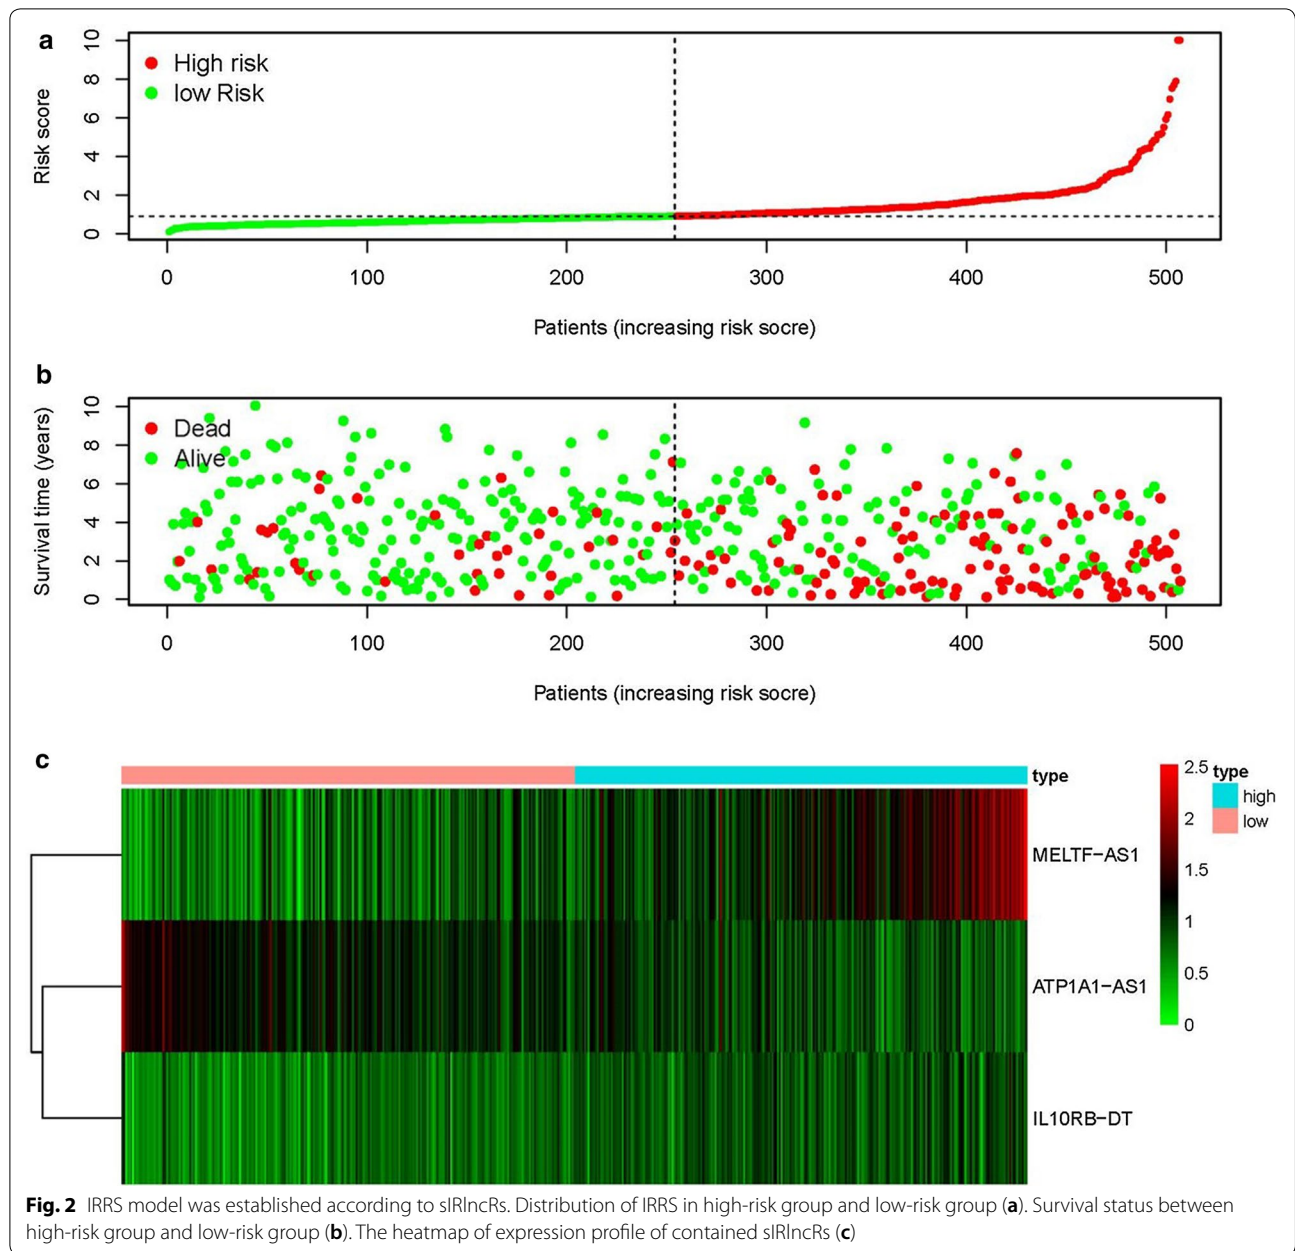 a
High risk
low Risk
Risk score
0 2 4 6 8 10
0 100 200 300 400 500
Patients (increasing risk socre)
b
Dead
Alive
Survival time (years)
0 2 4 6 8 10
0 100 200 300 400 500
Patients (increasing risk socre)
c
type
MELTF−AS1
ATP1A1−AS1
IL10RB−DT
2.5
2
1.5
1
0.5
0
type
high
low
Fig. 2 IRRS model was established according to sIRlncRs. Distribution of IRRS in high-risk group and low-risk group (a). Survival status between
high-risk group and low-risk group (b). The heatmap of expression profile of contained sIRlncRs (c)